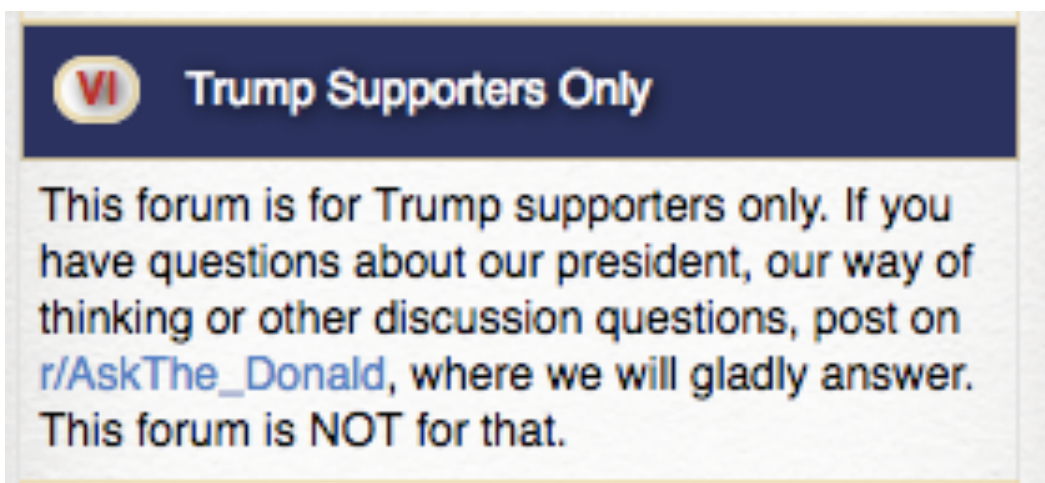 VI Trump Supporters Only
This forum is for Trump supporters only. If you
have questions about our president, our way of
thinking or other discussion questions, post on
r/AskThe_Donald, where we will gladly answer.
This forum is NOT for that.